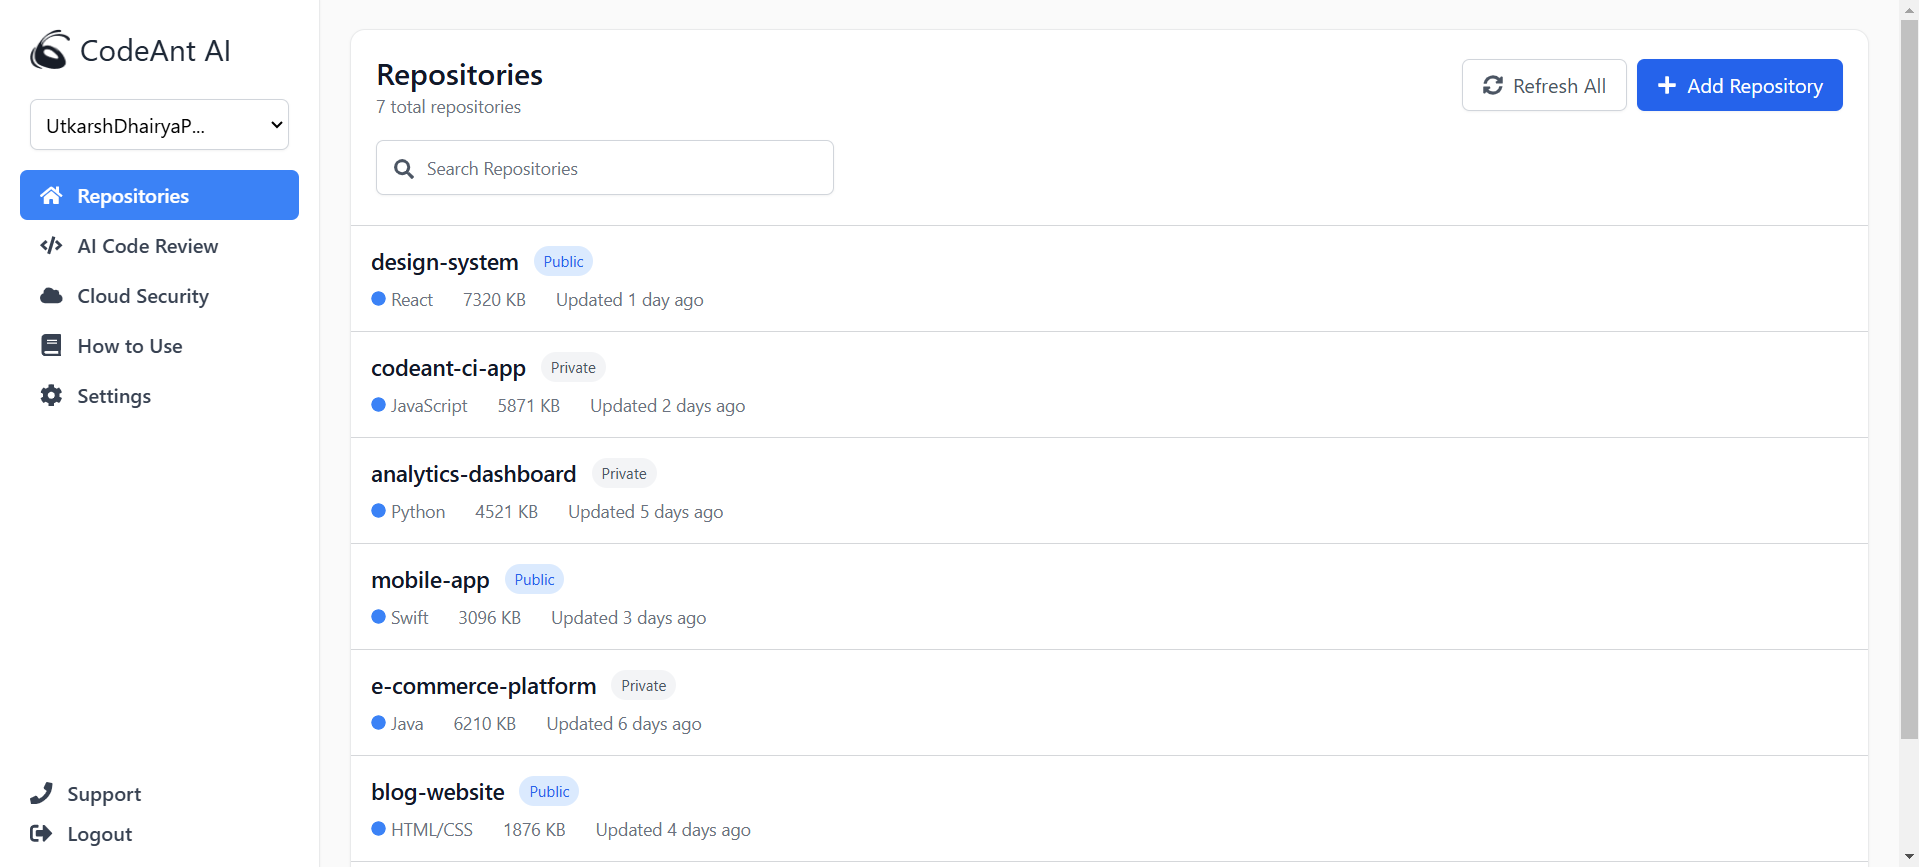 CodeAnt AI
UtkarshDhairyaP...
Repositories
AI Code Review
Cloud Security
How to Use
Settings
Support
Logout
Repositories
7 total repositories
Refresh All
Add Repository
Search Repositories
design-system Public
React 7320 KB Updated 1 day ago
codeant-ci-app Private
JavaScript 5871 KB Updated 2 days ago
analytics-dashboard Private
Python 4521 KB Updated 5 days ago
mobile-app Public
Swift 3096 KB Updated 3 days ago
e-commerce-platform Private
Java 6210 KB Updated 6 days ago
blog-website Public
HTML/CSS 1876 KB Updated 4 days ago